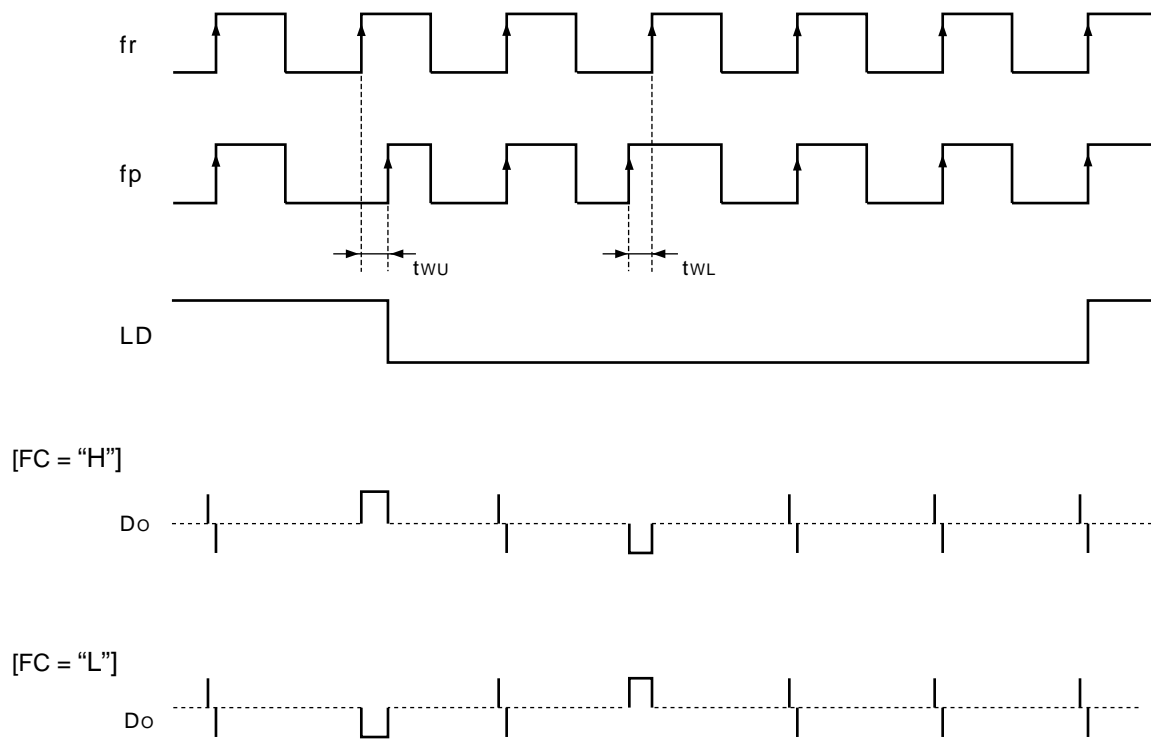 fr
fp
tWU
tWL
LD
[FC = “H”]
DO
[FC = “L”]
DO